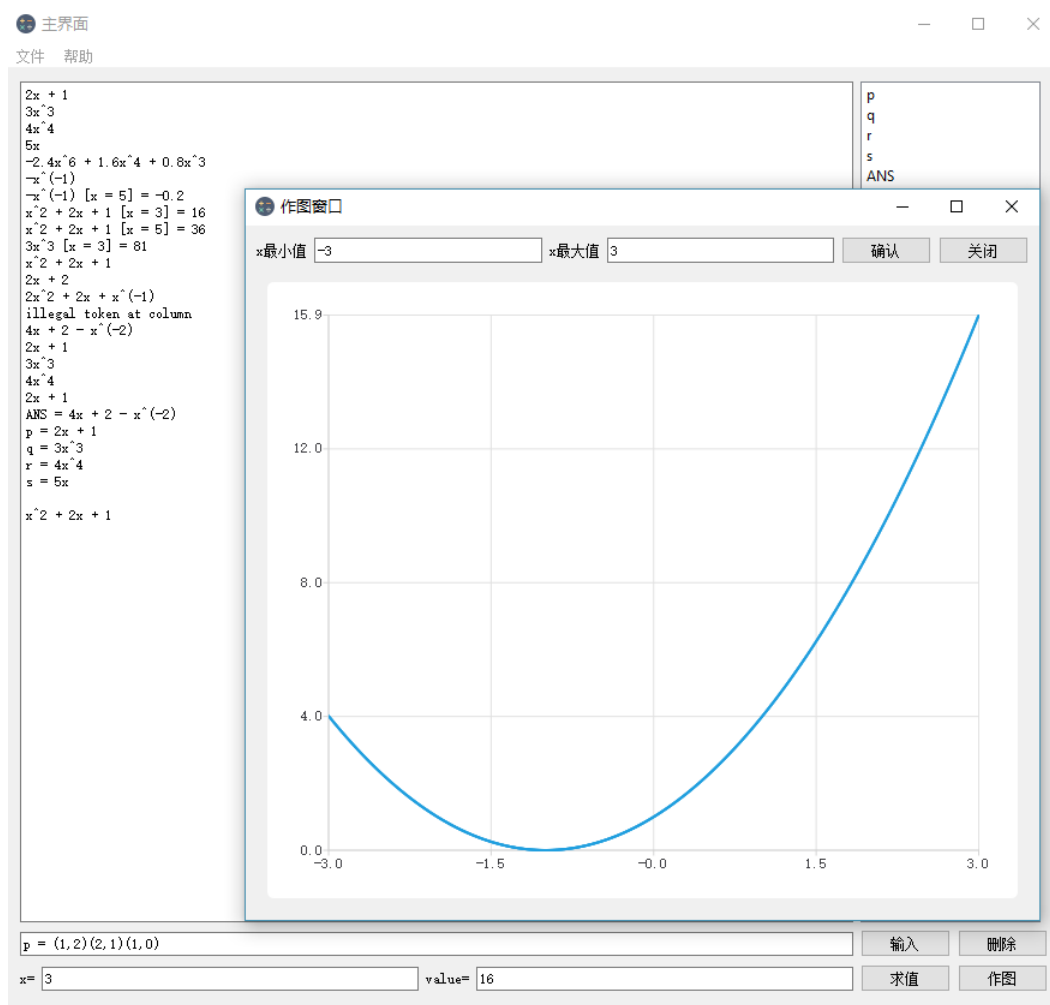 主界面
文件 帮助
2x + 1
3x^3
4x^4
5x
-2.4x^6 + 1.6x^4 + 0.8x^3
-x^(-1)
-x^(-1) [x = 5] = -0.2
x^2 + 2x + 1 [x = 3] = 16
x^2 + 2x + 1 [x = 5] = 36
3x^3 [x = 3] = 81
x^2 + 2x + 1
2x + 2
2x^2 + 2x + x^(-1)
illegal token at column
4x + 2 - x^(-2)
2x + 1
3x^3
4x^4
2x + 1
ANS = 4x + 2 - x^(-2)
p = 2x + 1
q = 3x^3
r = 4x^4
s = 5x
x^2 + 2x + 1
p
q
r
s
ANS
作图窗口
x最小值 -3 x最大值 3 确认 关闭
15.9
12.0
8.0
4.0
0.0
-3.0 -1.5 -0.0 1.5 3.0
p = (1,2)(2,1)(1,0) 输入 删除
x= 3 value= 16 求值 作图